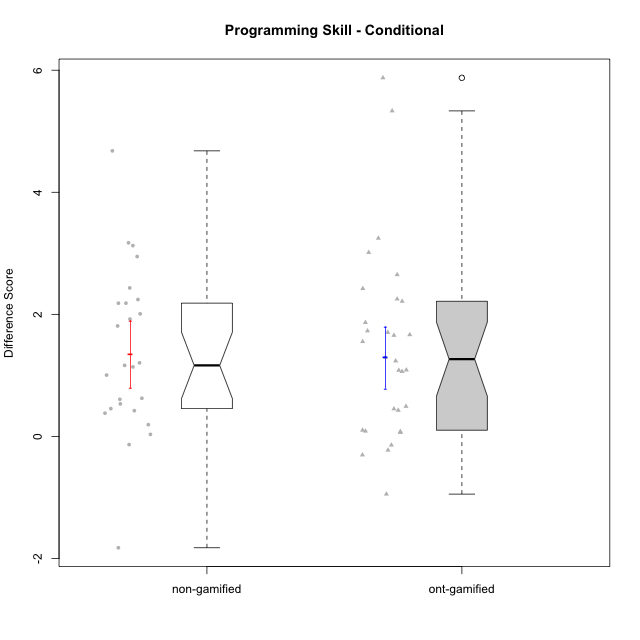 Programming Skill - Conditional
Difference Score
6
4
2
0
-2
non-gamified
ont-gamified